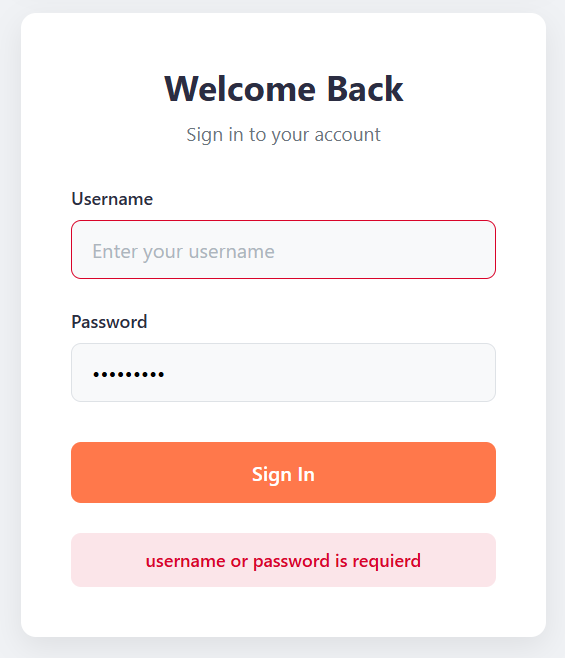 Welcome Back
Sign in to your account
Username
Enter your username
Password
•••••••••
Sign In
username or password is requierd